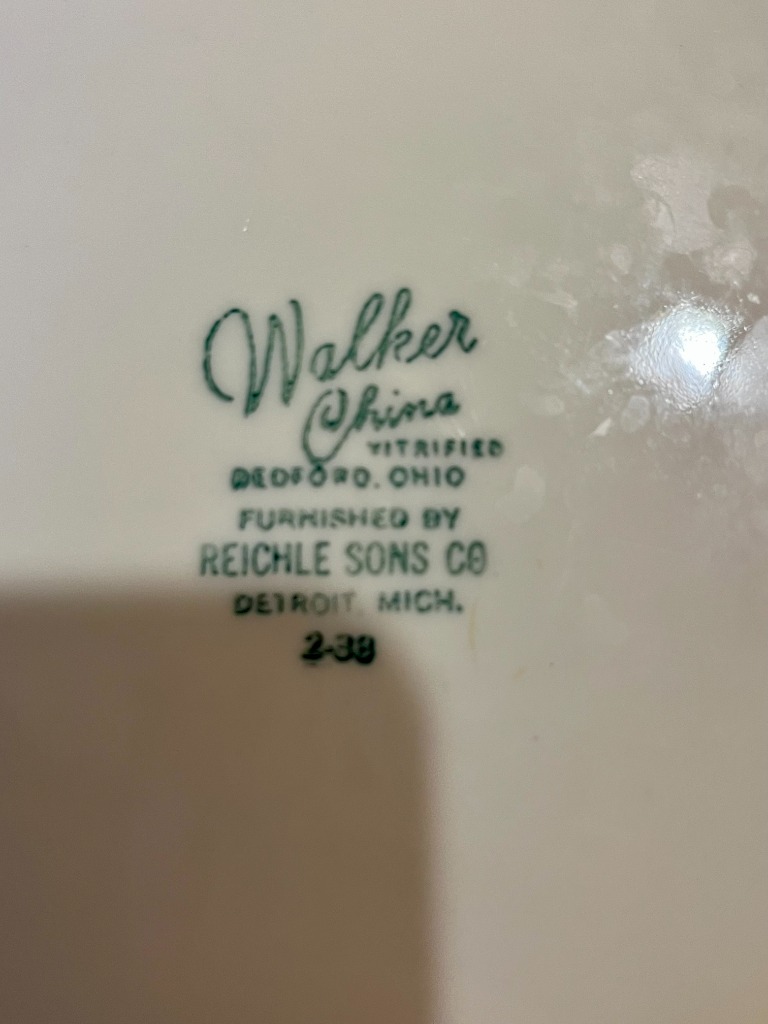 Walker
China
VITRIFIED
BEDFORD, OHIO
FURNISHED BY
REICHLE SONS CO
DETROIT, MICH.
2-38